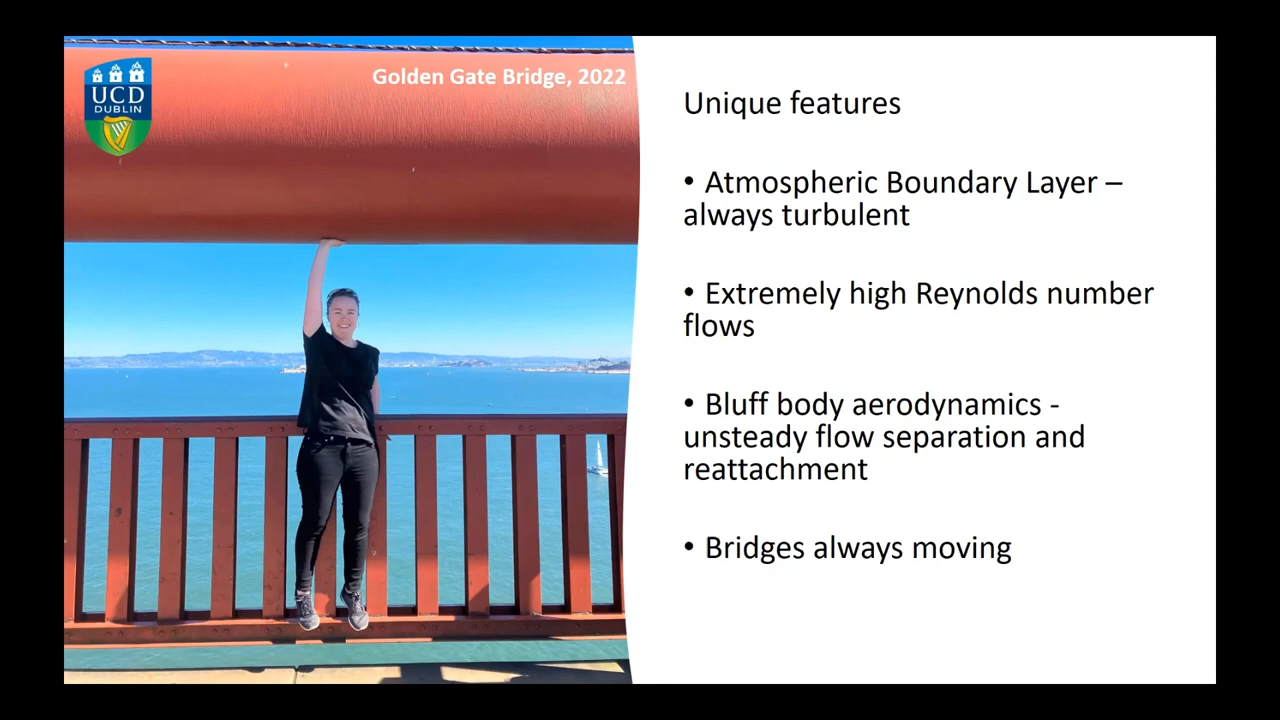 Golden Gate Bridge, 2022
UCD
DUBLIN
Unique features
• Atmospheric Boundary Layer –
always turbulent
• Extremely high Reynolds number
flows
• Bluff body aerodynamics -
unsteady flow separation and
reattachment
• Bridges always moving